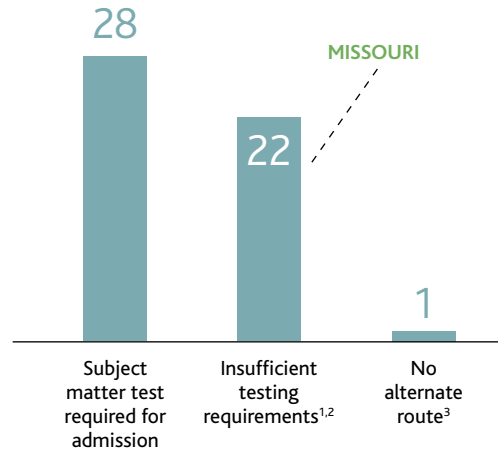 28
MISSOURI
22
1
Subject
matter test
required for
admission
Insufficient
testing
requirements¹,²
No
alternate
route³